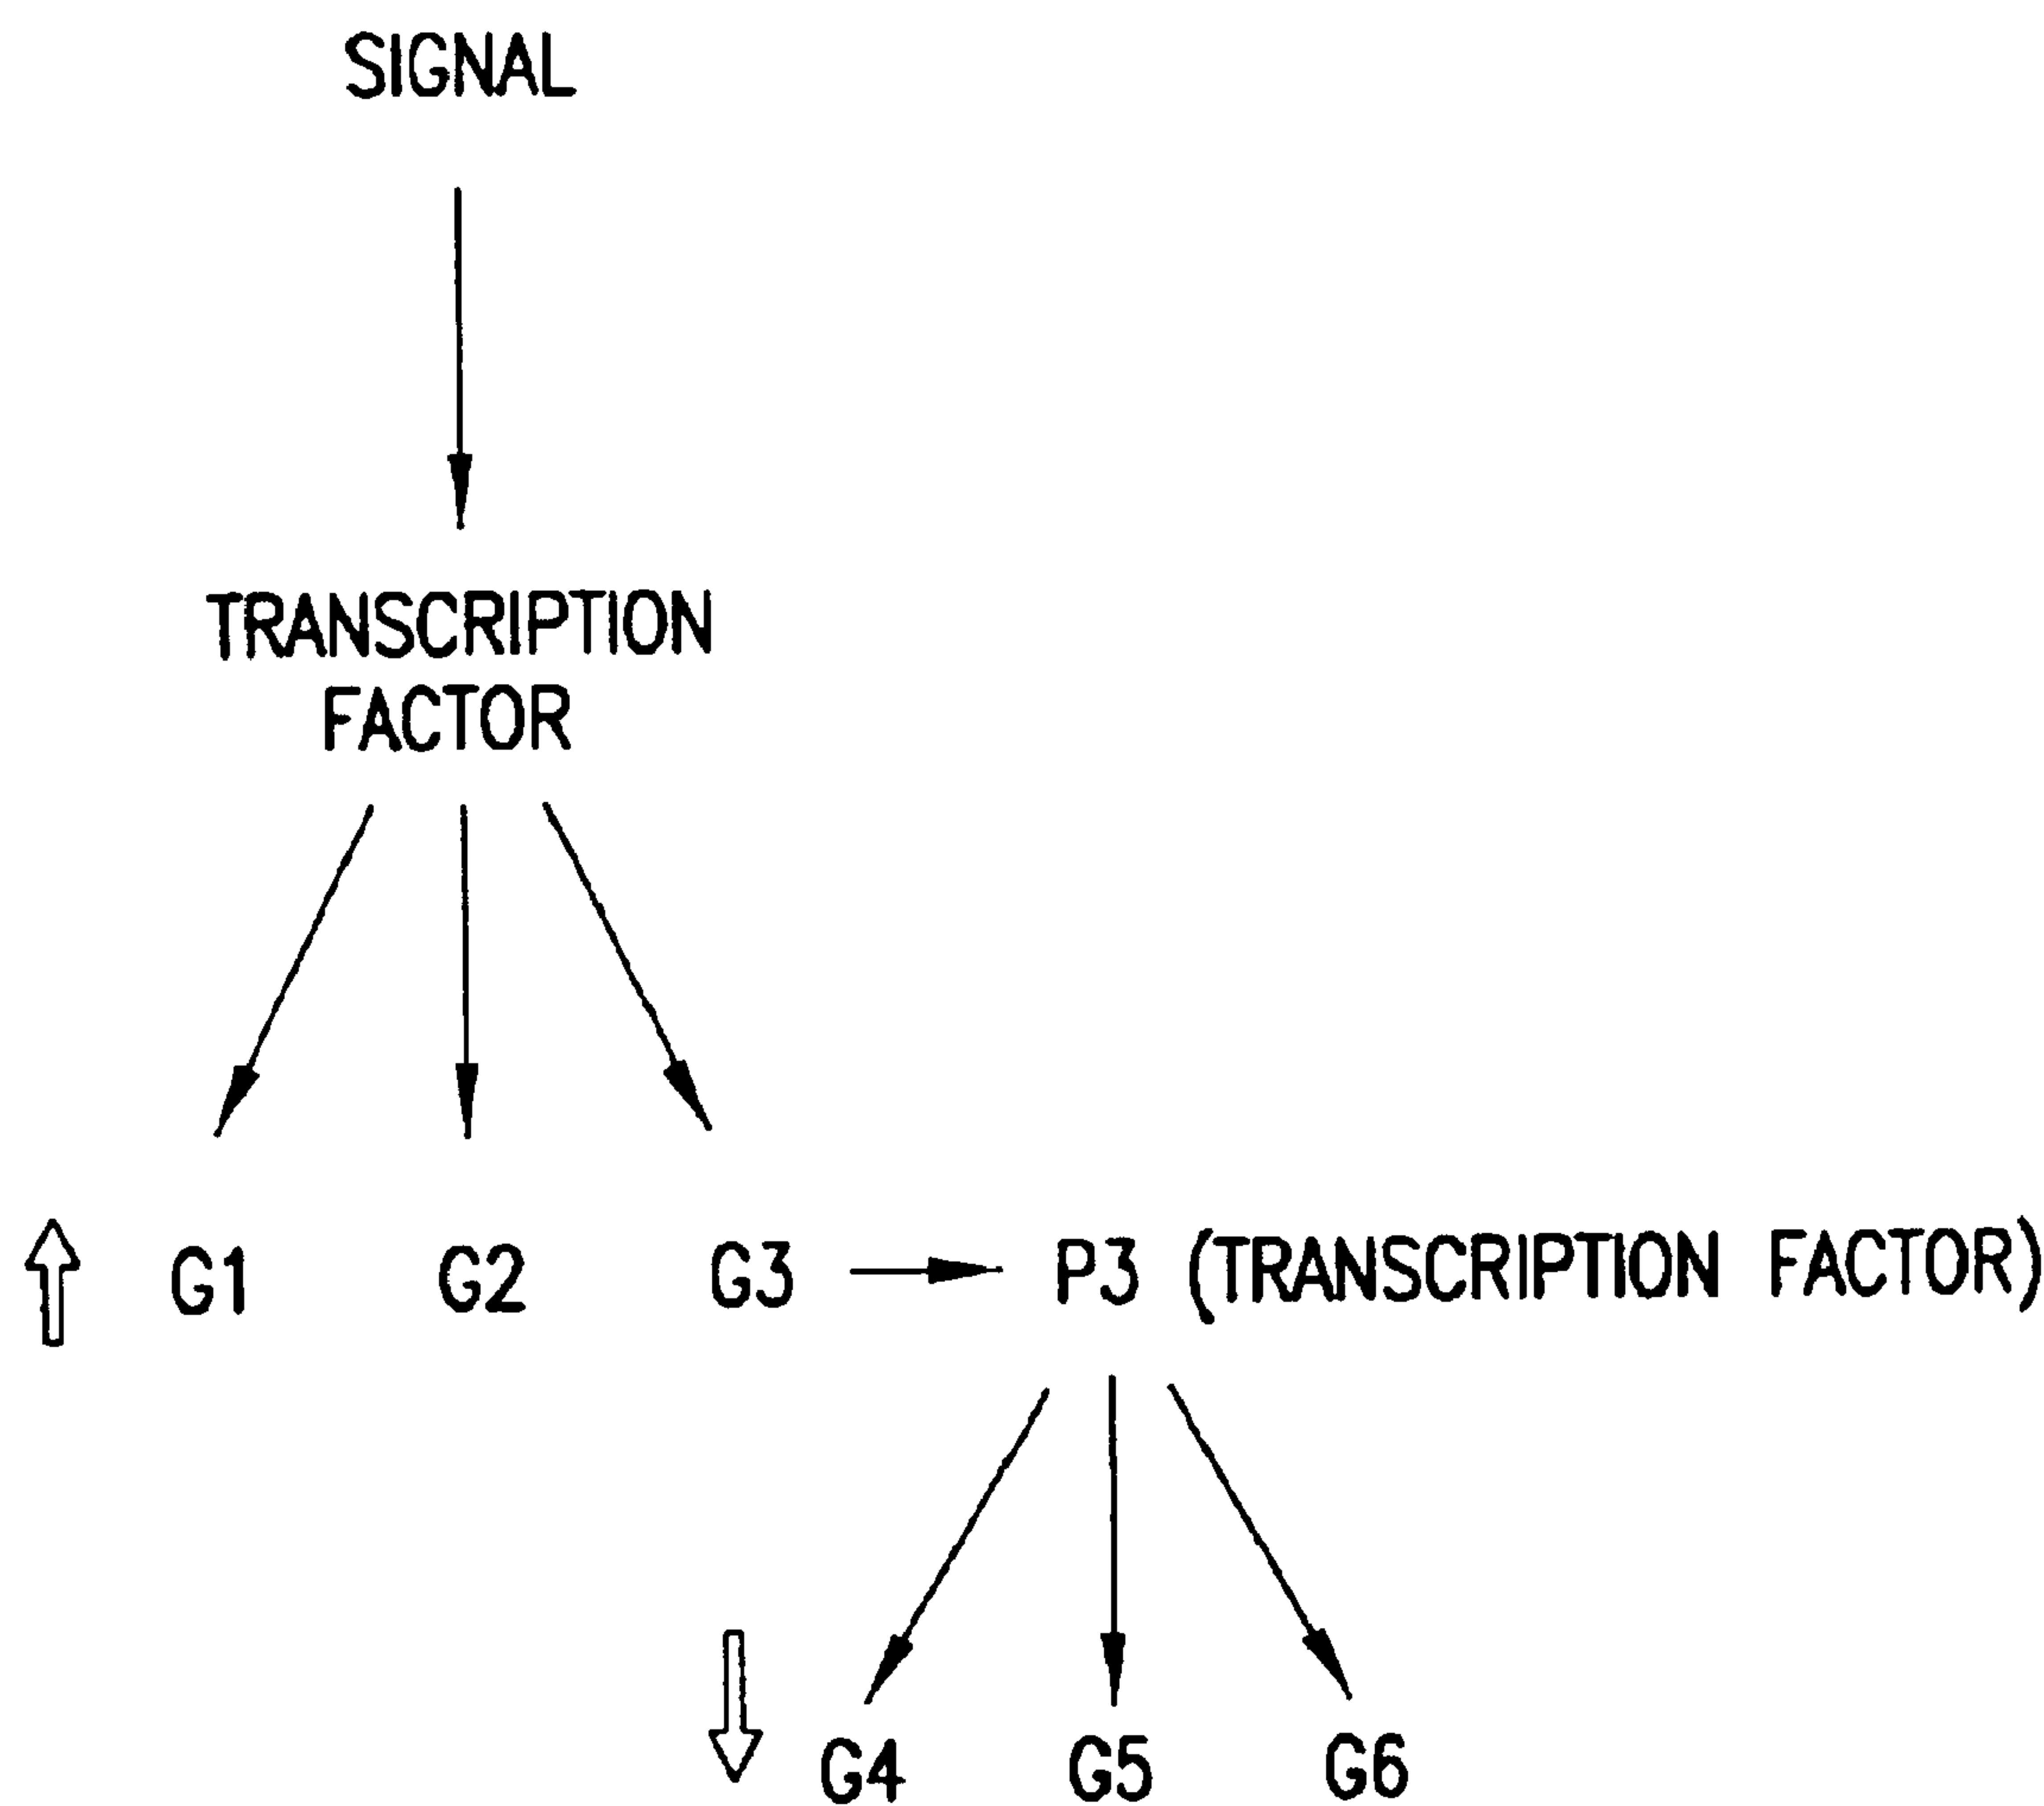 SIGNAL
TRANSCRIPTION
FACTOR
G1 G2 G3 P3 (TRANSCRIPTION FACTOR)
G4 G5 G6